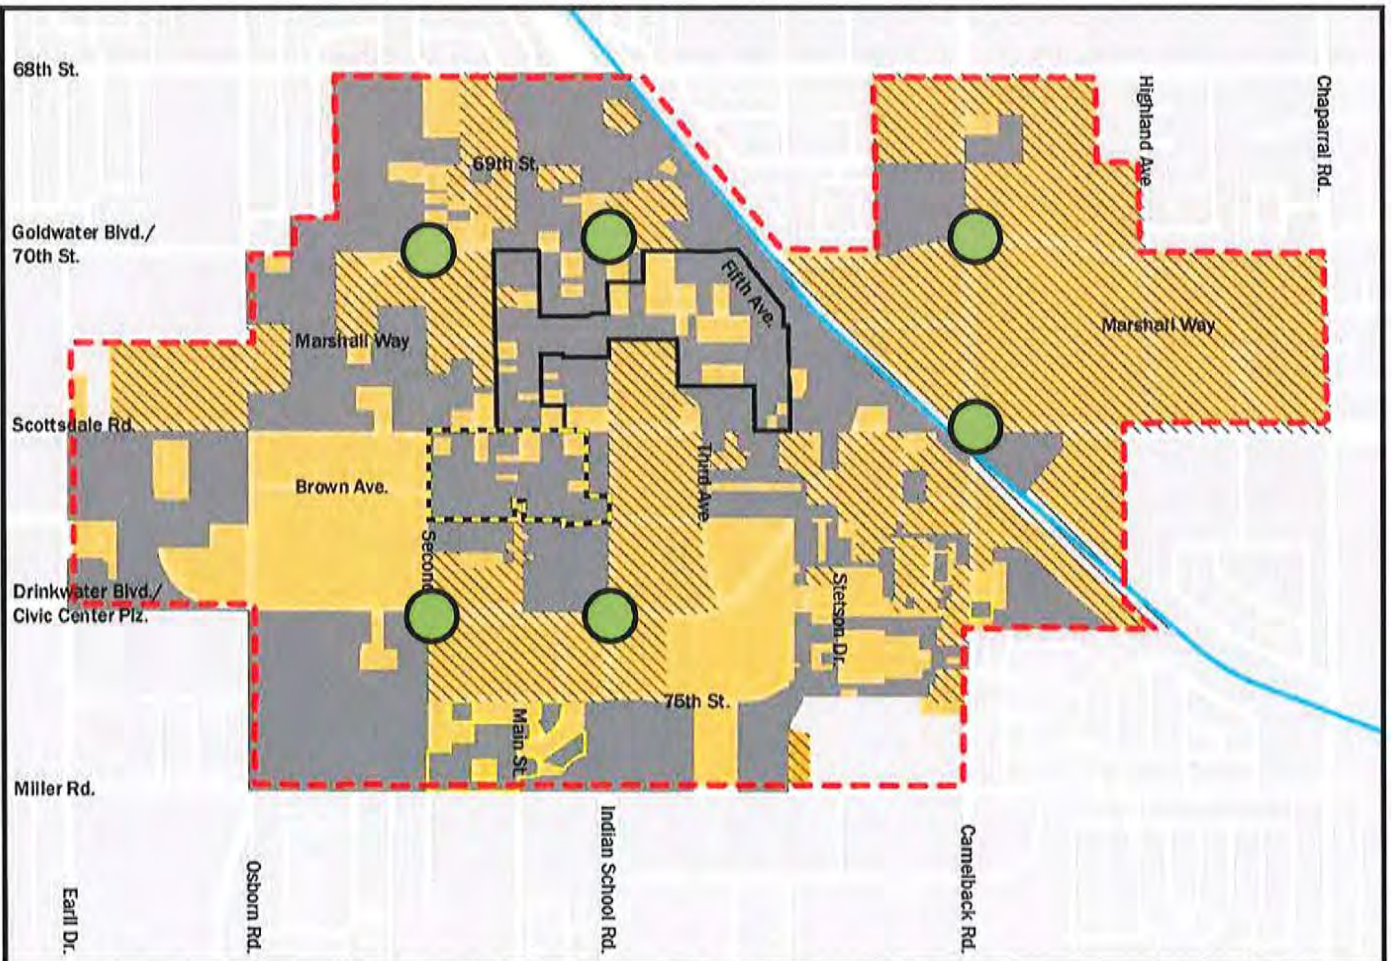 68th St.
Highland Ave.
Chaparral Rd.
69th St.
Goldwater Blvd./
70th St.
Fifth Ave.
Marshall Way
Marshall Way
Scottsdale Rd.
Third Ave.
Brown Ave.
Second
Drinkwater Blvd./
Civic Center Plz.
Stetson Dr.
75th St.
Main St.
Miller Rd.
Indian School Rd.
Camelback Rd.
Osborn Rd.
Earll Dr.